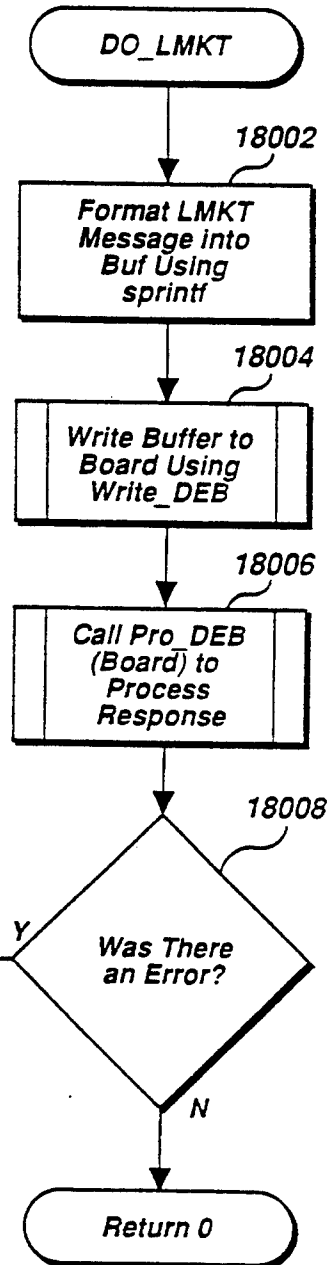 DO_LMKT
18002
Format LMKT
Message into
Buf Using
sprintf
18004
Write Buffer to
Board Using
Write_DEB
18006
Call Pro_DEB
(Board) to
Process
Response
18008
Y
Was There
an Error?
N
Return 0